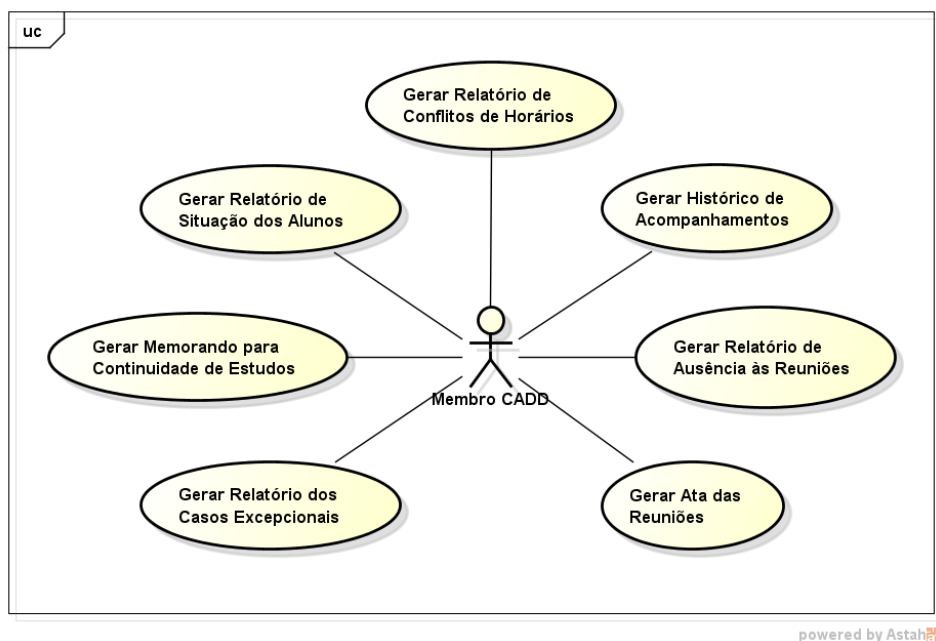 uc
Gerar Relatório de
Conflitos de Horários
Gerar Relatório de
Situação dos Alunos
Gerar Histórico de
Acompanhamentos
Gerar Memorando para
Continuidade de Estudos
Gerar Relatório de
Ausência às Reuniões
Membro CADD
Gerar Relatório dos
Casos Excepcionais
Gerar Ata das
Reuniões
powered by Astah